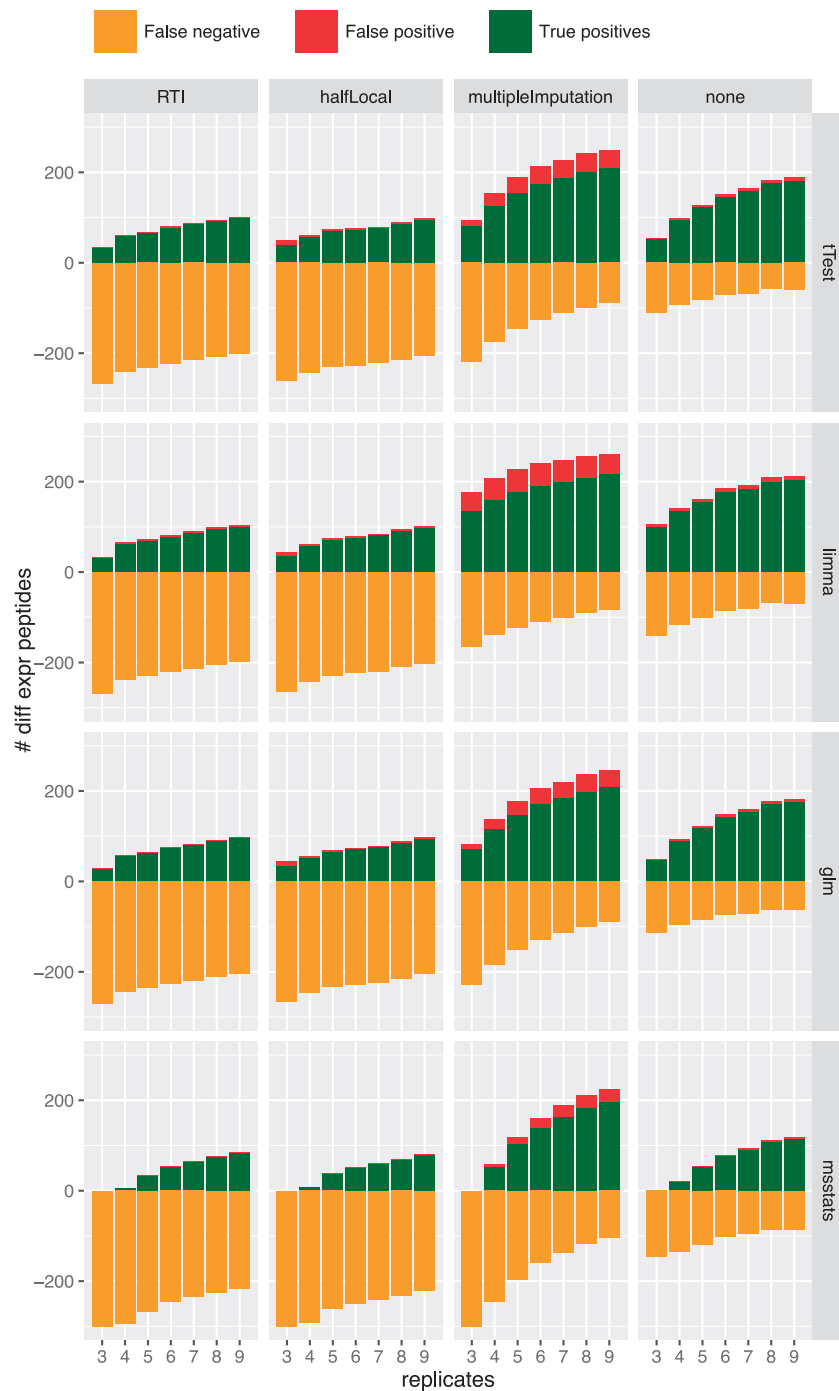 False negative False positive True positives
RTI halfLocal multipleImputation none
200
0
−200
tTest
200
0
−200
limma
# diff expr peptides
200
0
−200
glm
200
0
−200
msstats
3 4 5 6 7 8 9 3 4 5 6 7 8 9 3 4 5 6 7 8 9 3 4 5 6 7 8 9
replicates